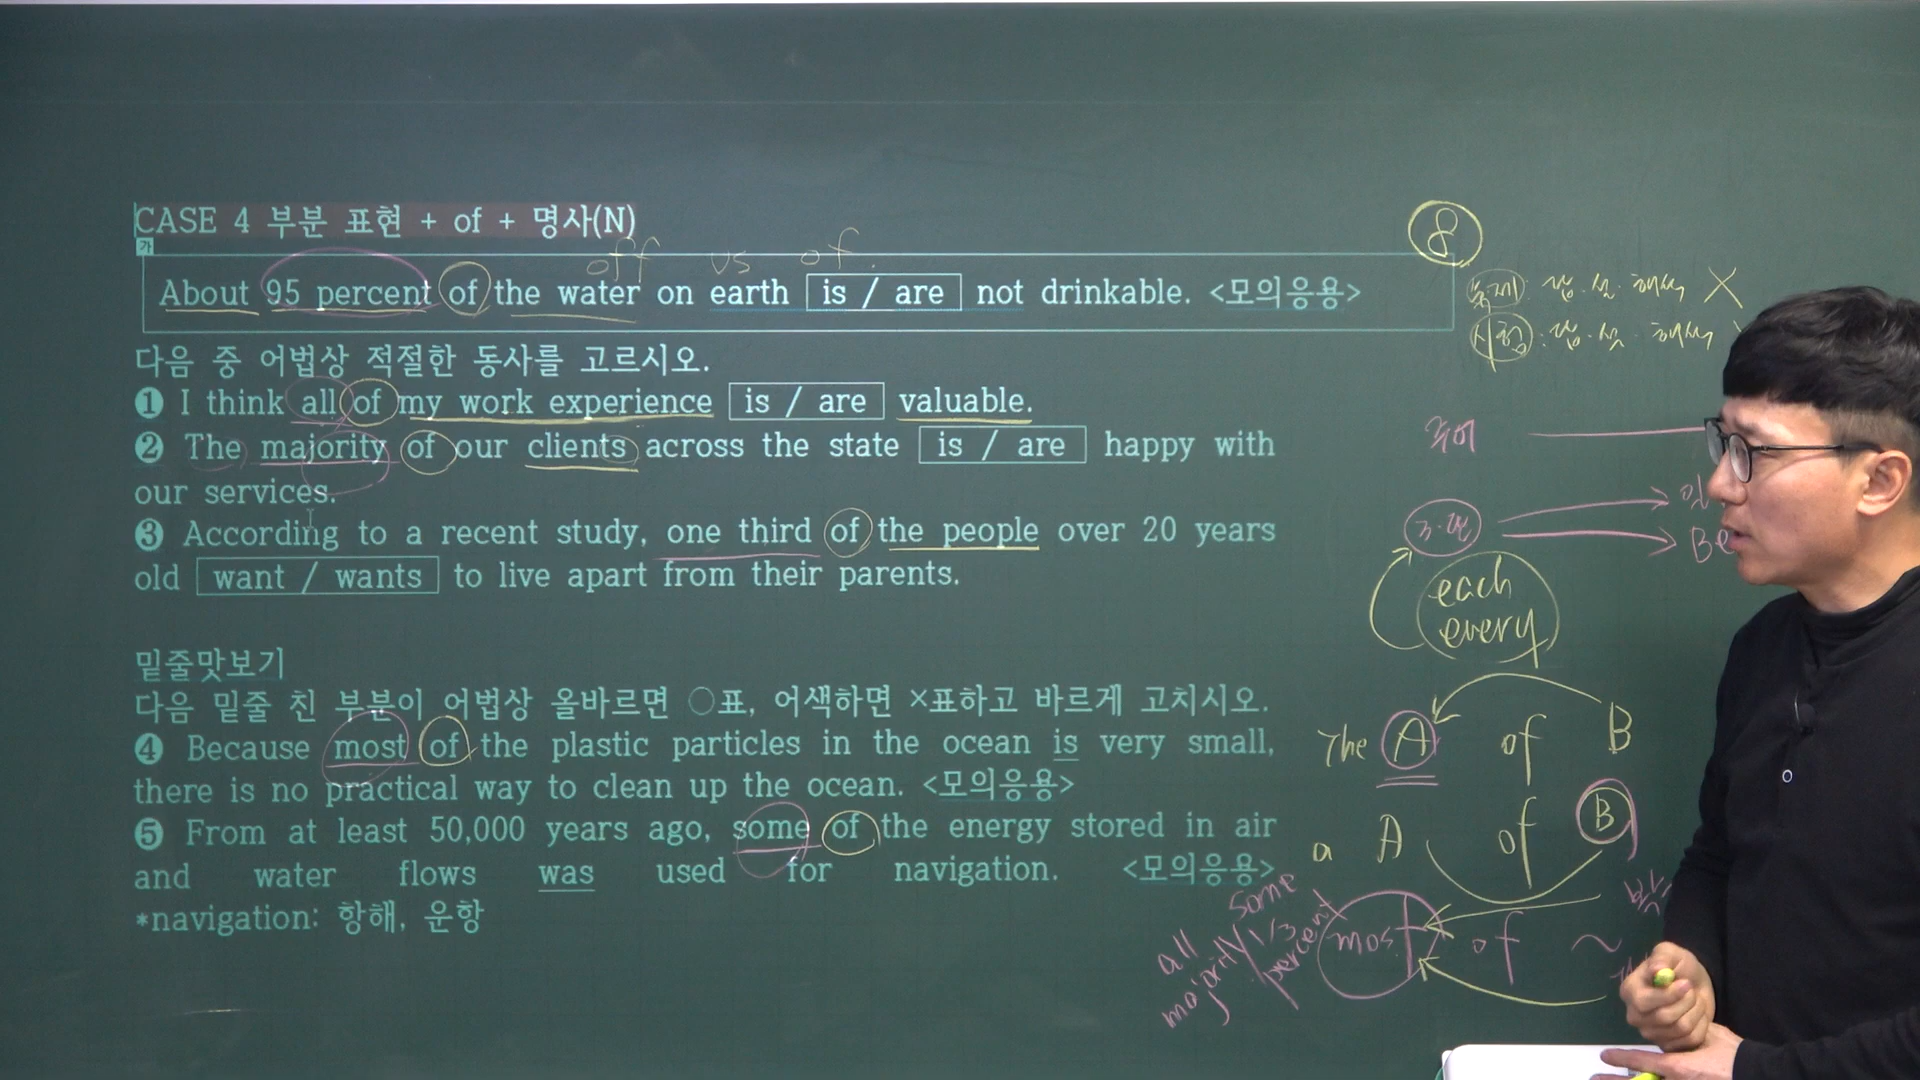 CASE 4 부분 표현 + of + 명사(N)
가
off vs of
About 95 percent of the water on earth is / are not drinkable. <모의응용>
다음 중 어법상 적절한 동사를 고르시오.
❶ I think all of my work experience is / are valuable.
❷ The majority of our clients across the state is / are happy with
our services.
❸ According to a recent study, one third of the people over 20 years
old want / wants to live apart from their parents.
밑줄맛보기
다음 밑줄 친 부분이 어법상 올바르면 ○표, 어색하면 ×표하고 바르게 고치시오.
❹ Because most of the plastic particles in the ocean is very small,
there is no practical way to clean up the ocean. <모의응용>
❺ From at least 50,000 years ago, some of the energy stored in air
and water flows was used for navigation. <모의응용>
*navigation: 항해, 운항
8
주어
each
every
The A of B
a A of B
most of ~
some
all 1/3
majority percent